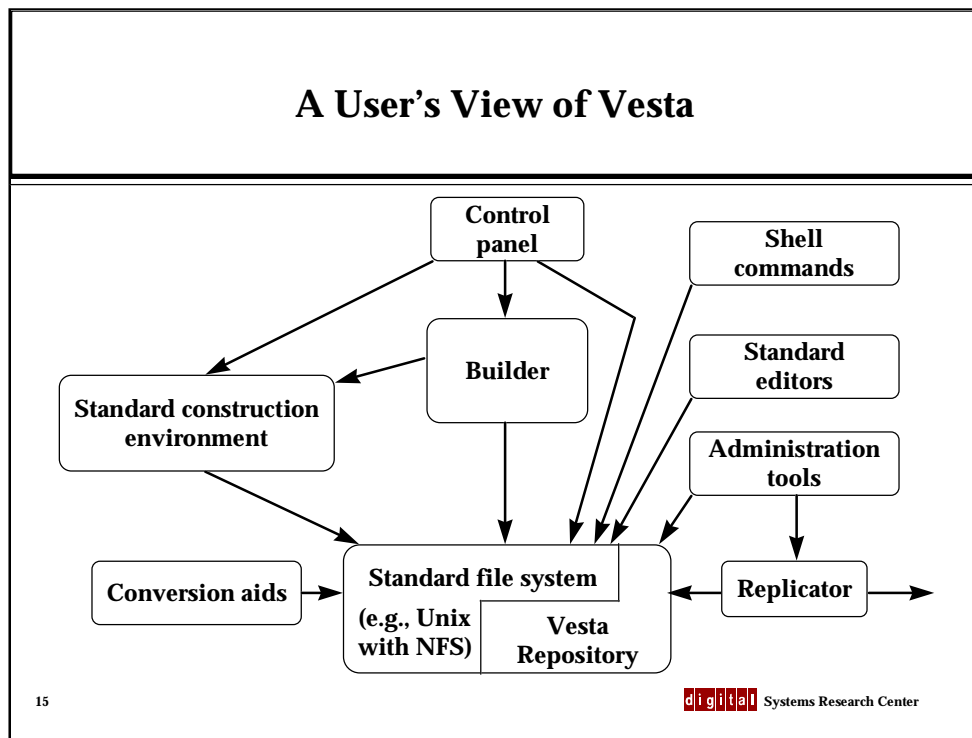 A User’s View of Vesta
Control
panel
Shell
commands
Builder
Standard
editors
Standard construction
environment
Administration
tools
Conversion aids
Standard file system
(e.g., Unix
with NFS)
Vesta
Repository
Replicator
15
digital Systems Research Center